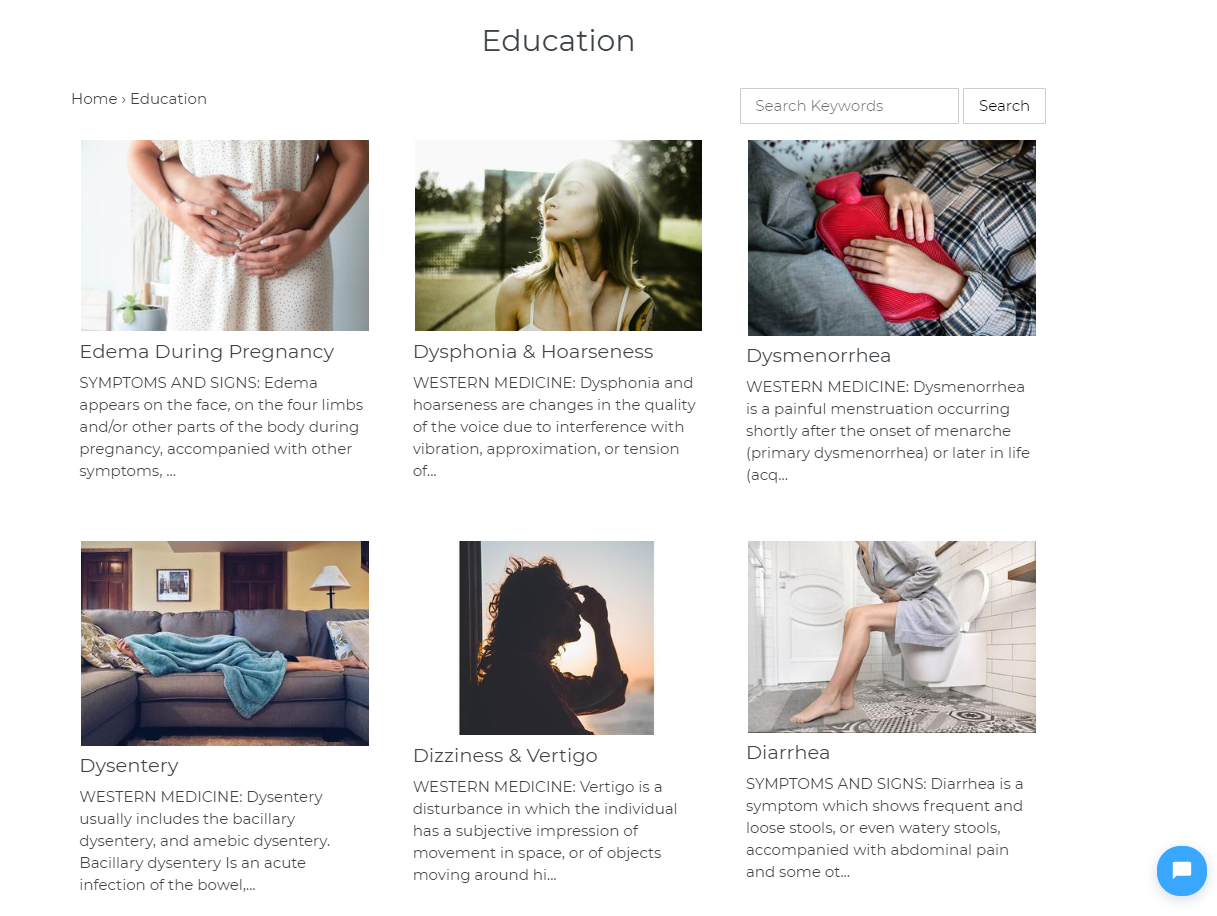 Education
Home › Education
Search Keywords
Search
Edema During Pregnancy
SYMPTOMS AND SIGNS: Edema
appears on the face, on the four limbs
and/or other parts of the body during
pregnancy, accompanied with other
symptoms, ...
Dysphonia & Hoarseness
WESTERN MEDICINE: Dysphonia and
hoarseness are changes in the quality
of the voice due to interference with
vibration, approximation, or tension
of...
Dysmenorrhea
WESTERN MEDICINE: Dysmenorrhea
is a painful menstruation occurring
shortly after the onset of menarche
(primary dysmenorrhea) or later in life
(acq...
Dysentery
WESTERN MEDICINE: Dysentery
usually includes the bacillary
dysentery, and amebic dysentery.
Bacillary dysentery Is an acute
infection of the bowel,...
Dizziness & Vertigo
WESTERN MEDICINE: Vertigo is a
disturbance in which the individual
has a subjective impression of
movement in space, or of objects
moving around hi...
Diarrhea
SYMPTOMS AND SIGNS: Diarrhea is a
symptom which shows frequent and
loose stools, or even watery stools,
accompanied with abdominal pain
and some ot...